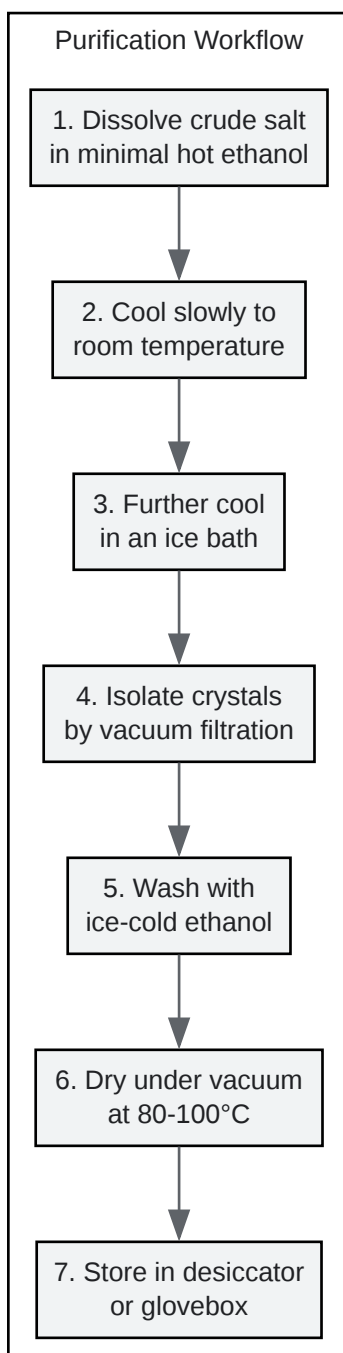 Purification Workflow
1. Dissolve crude salt
in minimal hot ethanol
2. Cool slowly to
room temperature
3. Further cool
in an ice bath
4. Isolate crystals
by vacuum filtration
5. Wash with
ice-cold ethanol
6. Dry under vacuum
at 80-100°C
7. Store in desiccator
or glovebox